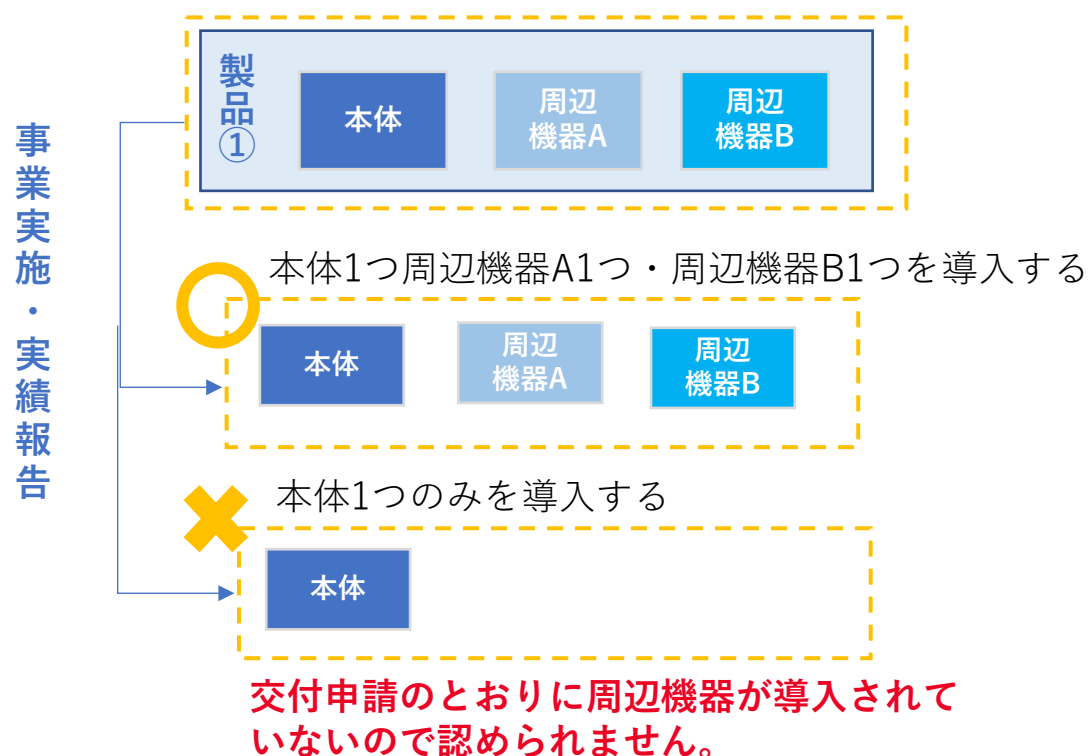 事業実施・実績報告
製品①
本体
周辺
機器A
周辺
機器B
本体1つ周辺機器A1つ・周辺機器B1つを導入する
本体
周辺
機器A
周辺
機器B
本体1つのみを導入する
本体
交付申請のとおりに周辺機器が導入されて
いないので認められません。